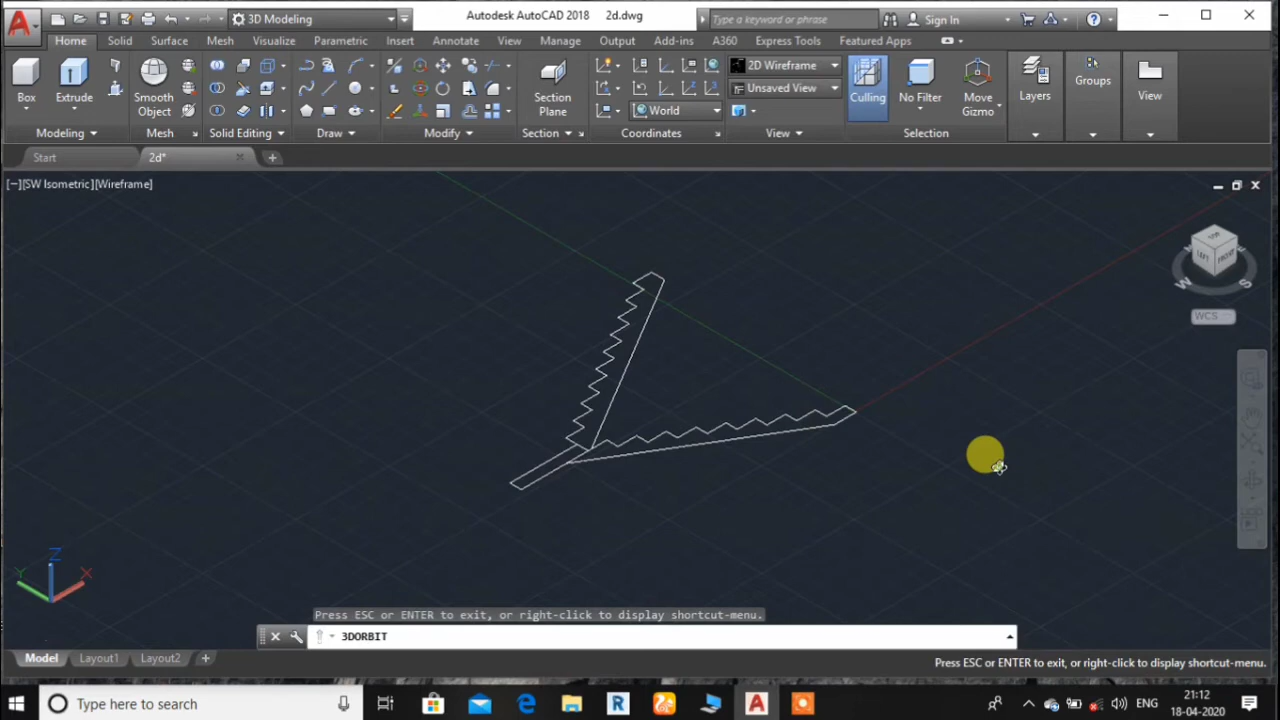 3D Modeling
Autodesk AutoCAD 2018 2d.dwg
Type a keyword or phrase
Sign In
Home Solid Surface Mesh Visualize Parametric Insert Annotate View Manage Output Add-ins A360 Express Tools Featured Apps
Box
Extrude
Smooth Object
Section Plane
World
2D Wireframe
Unsaved View
Culling
No Filter
Move Gizmo
Layers
Groups
View
Modeling Mesh Solid Editing Draw Modify Section Coordinates View Selection
Start 2d*
[−][SW Isometric][Wireframe]
TOP
LEFT FRONT
W S
WCS
Z
Y X
Press ESC or ENTER to exit, or right-click to display shortcut-menu.
3DORBIT
Model Layout1 Layout2
Press ESC or ENTER to exit, or right-click to display shortcut-menu.
Type here to search
ENG
21:12
18-04-2020